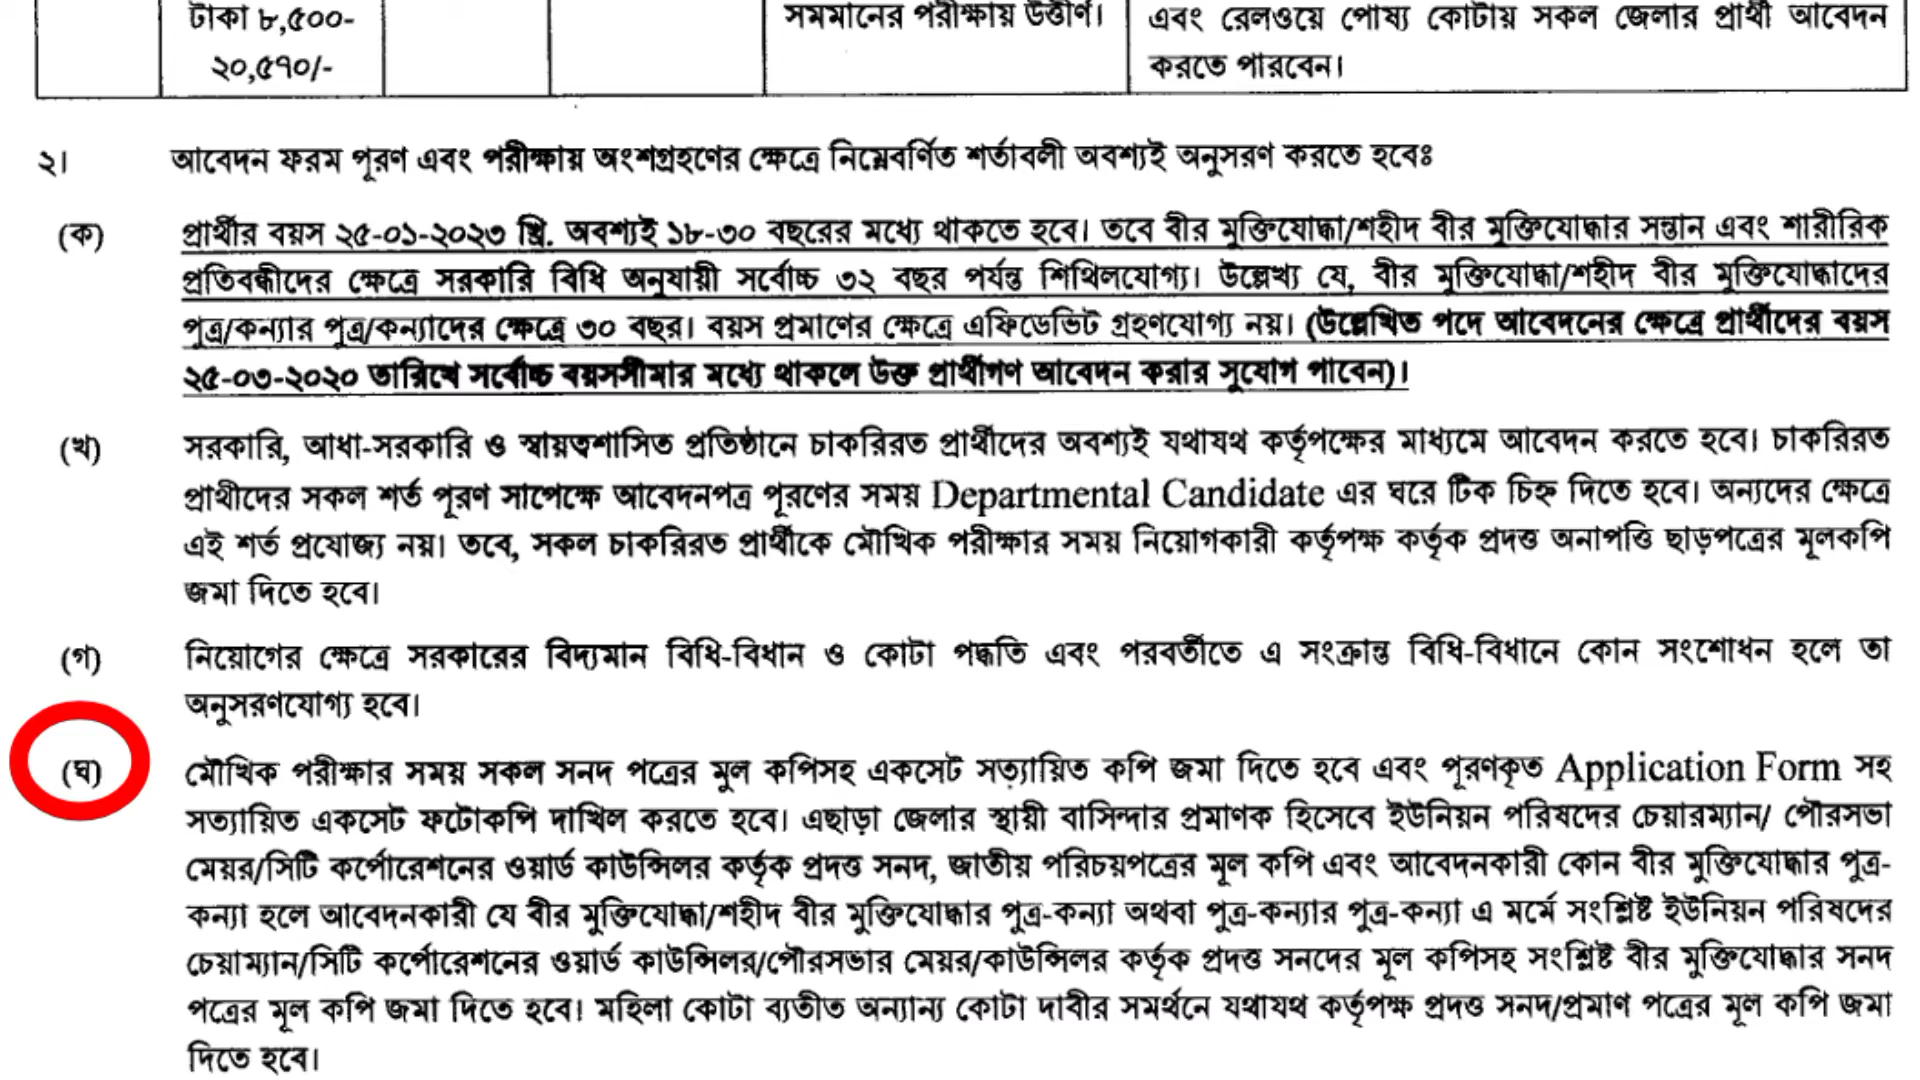 টাকা ৮,৫০০-
২০,৫৭০/-
সমমানের পরীক্ষায় উত্তীর্ণ।
এবং রেলওয়ে পোষ্য কোটায় সকল জেলার প্রার্থী আবেদন
করতে পারবেন।
২। আবেদন ফরম পূরণ এবং পরীক্ষায় অংশগ্রহণের ক্ষেত্রে নিম্নেবর্ণিত শর্তাবলী অবশ্যই অনুসরণ করতে হবেঃ
(ক) প্রার্থীর বয়স ২৫-০১-২০২৩ খ্রি. অবশ্যই ১৮-৩০ বছরের মধ্যে থাকতে হবে। তবে বীর মুক্তিযোদ্ধা/শহীদ বীর মুক্তিযোদ্ধার সন্তান এবং শারীরিক
প্রতিবন্ধীদের ক্ষেত্রে সরকারি বিধি অনুযায়ী সর্বোচ্চ ৩২ বছর পর্যন্ত শিথিলযোগ্য। উল্লেখ্য যে, বীর মুক্তিযোদ্ধা/শহীদ বীর মুক্তিযোদ্ধাদের
পুত্র/কন্যার পুত্র/কন্যাদের ক্ষেত্রে ৩০ বছর। বয়স প্রমাণের ক্ষেত্রে এফিডেভিট গ্রহণযোগ্য নয়। (উল্লেখিত পদে আবেদনের ক্ষেত্রে প্রার্থীদের বয়স
২৫-০৩-২০২০ তারিখে সর্বোচ্চ বয়সসীমার মধ্যে থাকলে উক্ত প্রার্থীগণ আবেদন করার সুযোগ পাবেন)।
(খ) সরকারি, আধা-সরকারি ও স্বায়ত্বশাসিত প্রতিষ্ঠানে চাকরিরত প্রার্থীদের অবশ্যই যথাযথ কর্তৃপক্ষের মাধ্যমে আবেদন করতে হবে। চাকরিরত
প্রার্থীদের সকল শর্ত পূরণ সাপেক্ষে আবেদনপত্র পূরণের সময় Departmental Candidate এর ঘরে টিক চিহ্ন দিতে হবে। অন্যদের ক্ষেত্রে
এই শর্ত প্রযোজ্য নয়। তবে, সকল চাকরিরত প্রার্থীকে মৌখিক পরীক্ষার সময় নিয়োগকারী কর্তৃপক্ষ কর্তৃক প্রদত্ত অনাপত্তি ছাড়পত্রের মূলকপি
জমা দিতে হবে।
(গ) নিয়োগের ক্ষেত্রে সরকারের বিদ্যমান বিধি-বিধান ও কোটা পদ্ধতি এবং পরবর্তীতে এ সংক্রান্ত বিধি-বিধানে কোন সংশোধন হলে তা
অনুসরণযোগ্য হবে।
(ঘ) মৌখিক পরীক্ষার সময় সকল সনদ পত্রের মুল কপিসহ একসেট সত্যায়িত কপি জমা দিতে হবে এবং পূরণকৃত Application Form সহ
সত্যায়িত একসেট ফটোকপি দাখিল করতে হবে। এছাড়া জেলার স্থায়ী বাসিন্দার প্রমাণক হিসেবে ইউনিয়ন পরিষদের চেয়ারম্যান/ পৌরসভা
মেয়র/সিটি কর্পোরেশনের ওয়ার্ড কাউন্সিলর কর্তৃক প্রদত্ত সনদ, জাতীয় পরিচয়পত্রের মূল কপি এবং আবেদনকারী কোন বীর মুক্তিযোদ্ধার পুত্র-
কন্যা হলে আবেদনকারী যে বীর মুক্তিযোদ্ধা/শহীদ বীর মুক্তিযোদ্ধার পুত্র-কন্যা অথবা পুত্র-কন্যার পুত্র-কন্যা এ মর্মে সংশ্লিষ্ট ইউনিয়ন পরিষদের
চেয়াম্যান/সিটি কর্পোরেশনের ওয়ার্ড কাউন্সিলর/পৌরসভার মেয়র/কাউন্সিলর কর্তৃক প্রদত্ত সনদের মূল কপিসহ সংশ্লিষ্ট বীর মুক্তিযোদ্ধার সনদ
পত্রের মূল কপি জমা দিতে হবে। মহিলা কোটা ব্যতীত অন্যান্য কোটা দাবীর সমর্থনে যথাযথ কর্তৃপক্ষ প্রদত্ত সনদ/প্রমাণ পত্রের মূল কপি জমা
দিতে হবে।